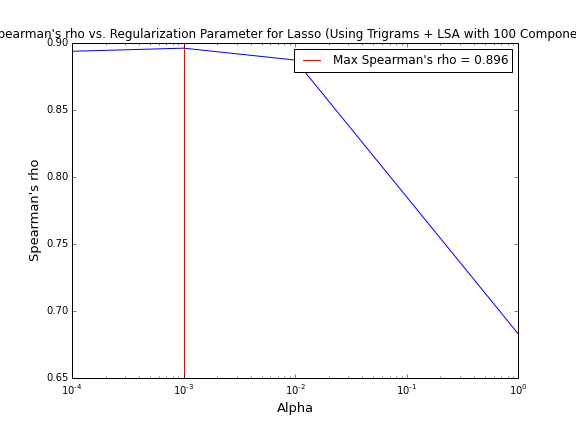 pearman's rho vs. Regularization Parameter for Lasso (Using Trigrams + LSA with 100 Compone
0.90
Max Spearman's rho = 0.896
0.85
0.80
Spearman's rho
0.75
0.70
0.65
10⁻⁴ 10⁻³ 10⁻² 10⁻¹ 10⁰
Alpha